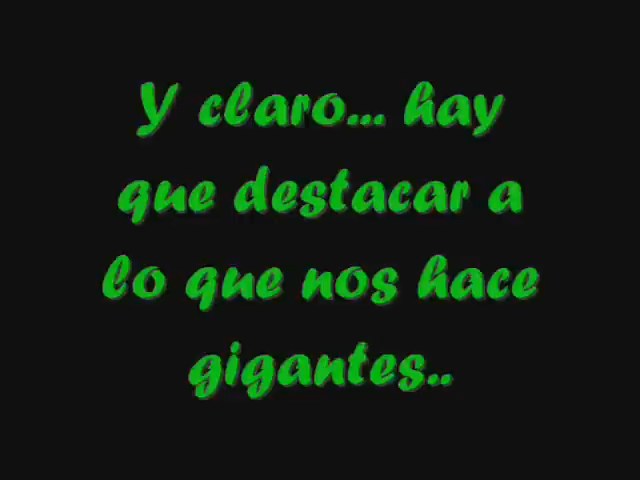 Y claro... hay
que destacar a
lo que nos hace
gigantes..